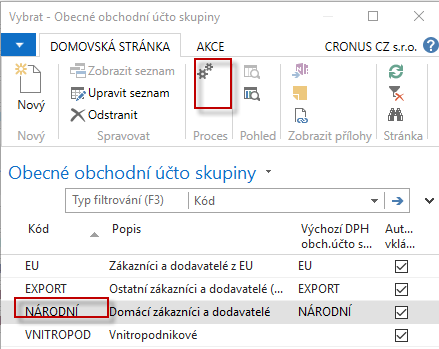 Vybrat - Obecné obchodní účto skupiny
DOMOVSKÁ STRÁNKA AKCE CRONUS CZ s.r.o.
Nový
Zobrazit seznam
Upravit seznam
Odstranit
Nový Spravovat Proces Pohled Zobrazit přílohy Stránka
Obecné obchodní účto skupiny
Typ filtrování (F3) Kód
Kód Popis Výchozí DPH obch.účto s... Aut... vklá...
EU Zákazníci a dodavatelé z EU EU
EXPORT Ostatní zákazníci a dodavatelé (... EXPORT
NÁRODNÍ Domácí zákazníci a dodavatelé NÁRODNÍ
VNITROPOD Vnitropodnikové